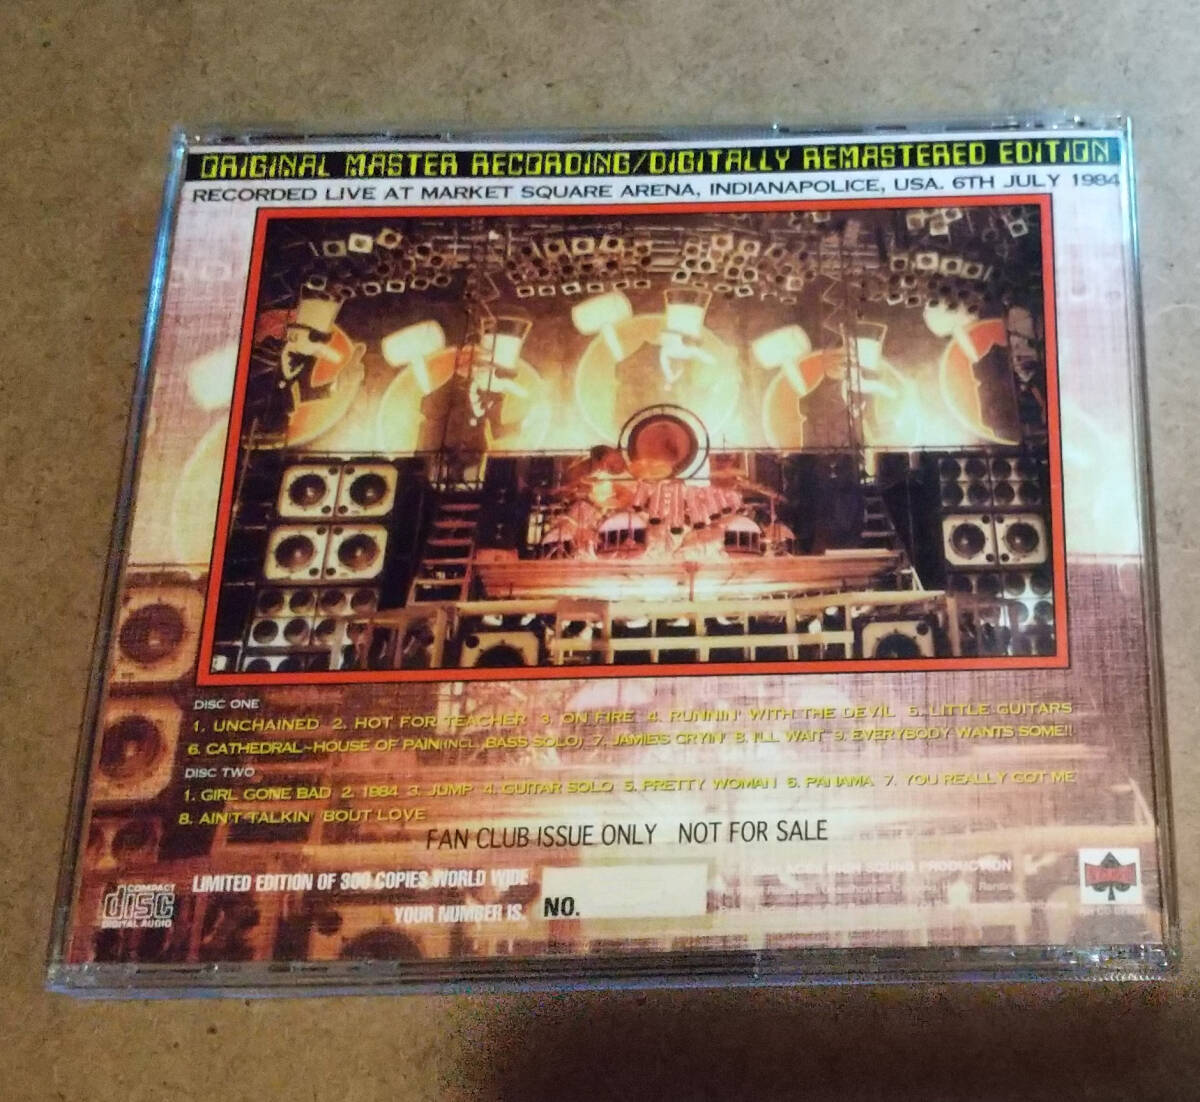 ORIGINAL MASTER RECORDING/DIGITALLY REMASTERED EDITION
RECORDED LIVE AT MARKET SQUARE ARENA, INDIANAPOLICE, USA. 6TH JULY 1984
DISC ONE
1. UNCHAINED 2. HOT FOR TEACHER 3. ON FIRE 4. RUNNIN' WITH THE DEVIL 5. LITTLE GUITARS
6. CATHEDRAL~HOUSE OF PAIN(INCL. BASS SOLO) 7. JAMIE'S CRYIN' 8. I'LL WAIT 9. EVERYBODY WANTS SOME!!
DISC TWO
1. GIRL GONE BAD 2. 1984 3. JUMP 4. GUITAR SOLO 5. PRETTY WOMAN 6. PANAMA 7. YOU REALLY GOT ME
8. AIN'T TALKIN' 'BOUT LOVE
FAN CLUB ISSUE ONLY NOT FOR SALE
LIMITED EDITION OF 300 COPIES WORLD WIDE
YOUR NUMBER IS. NO.
SOUND PRODUCTION
Unauthorized Copying, Renting
COMPACT
disc
DIGITAL AUDIO